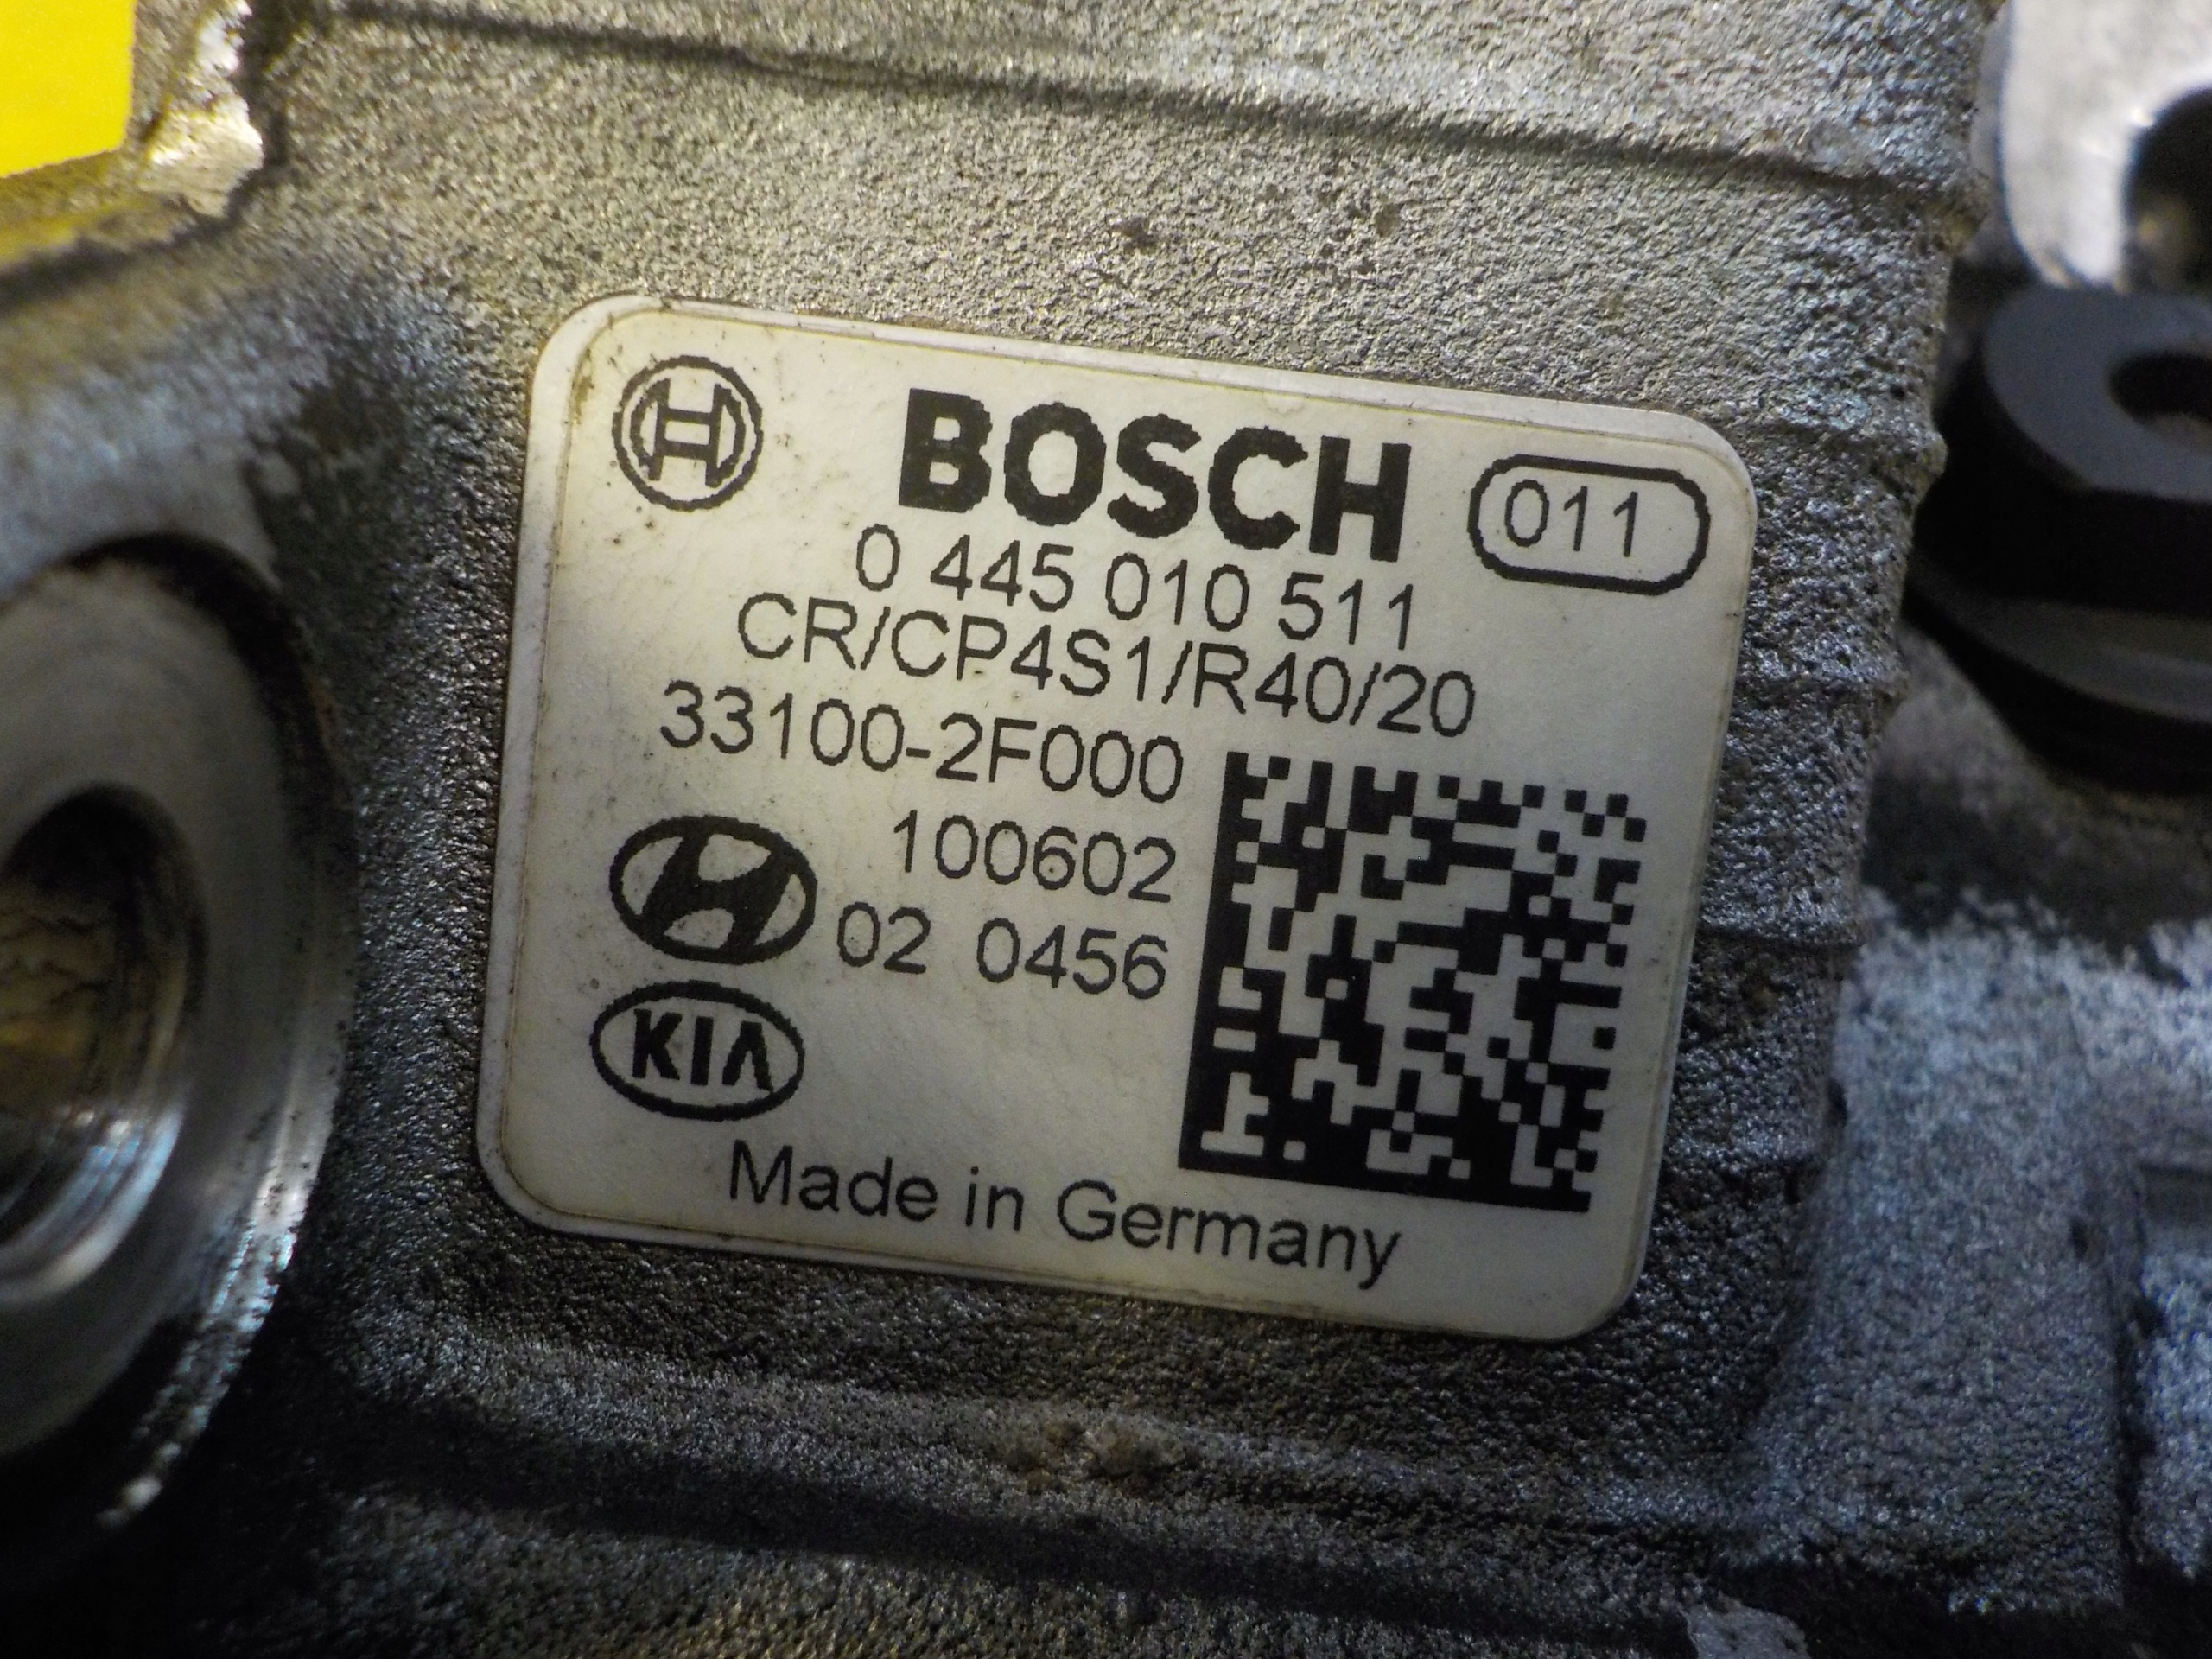 BOSCH 011
0 445 010 511
CR/CP4S1/R40/20
33100-2F000
100602
02 0456
KIA
Made in Germany